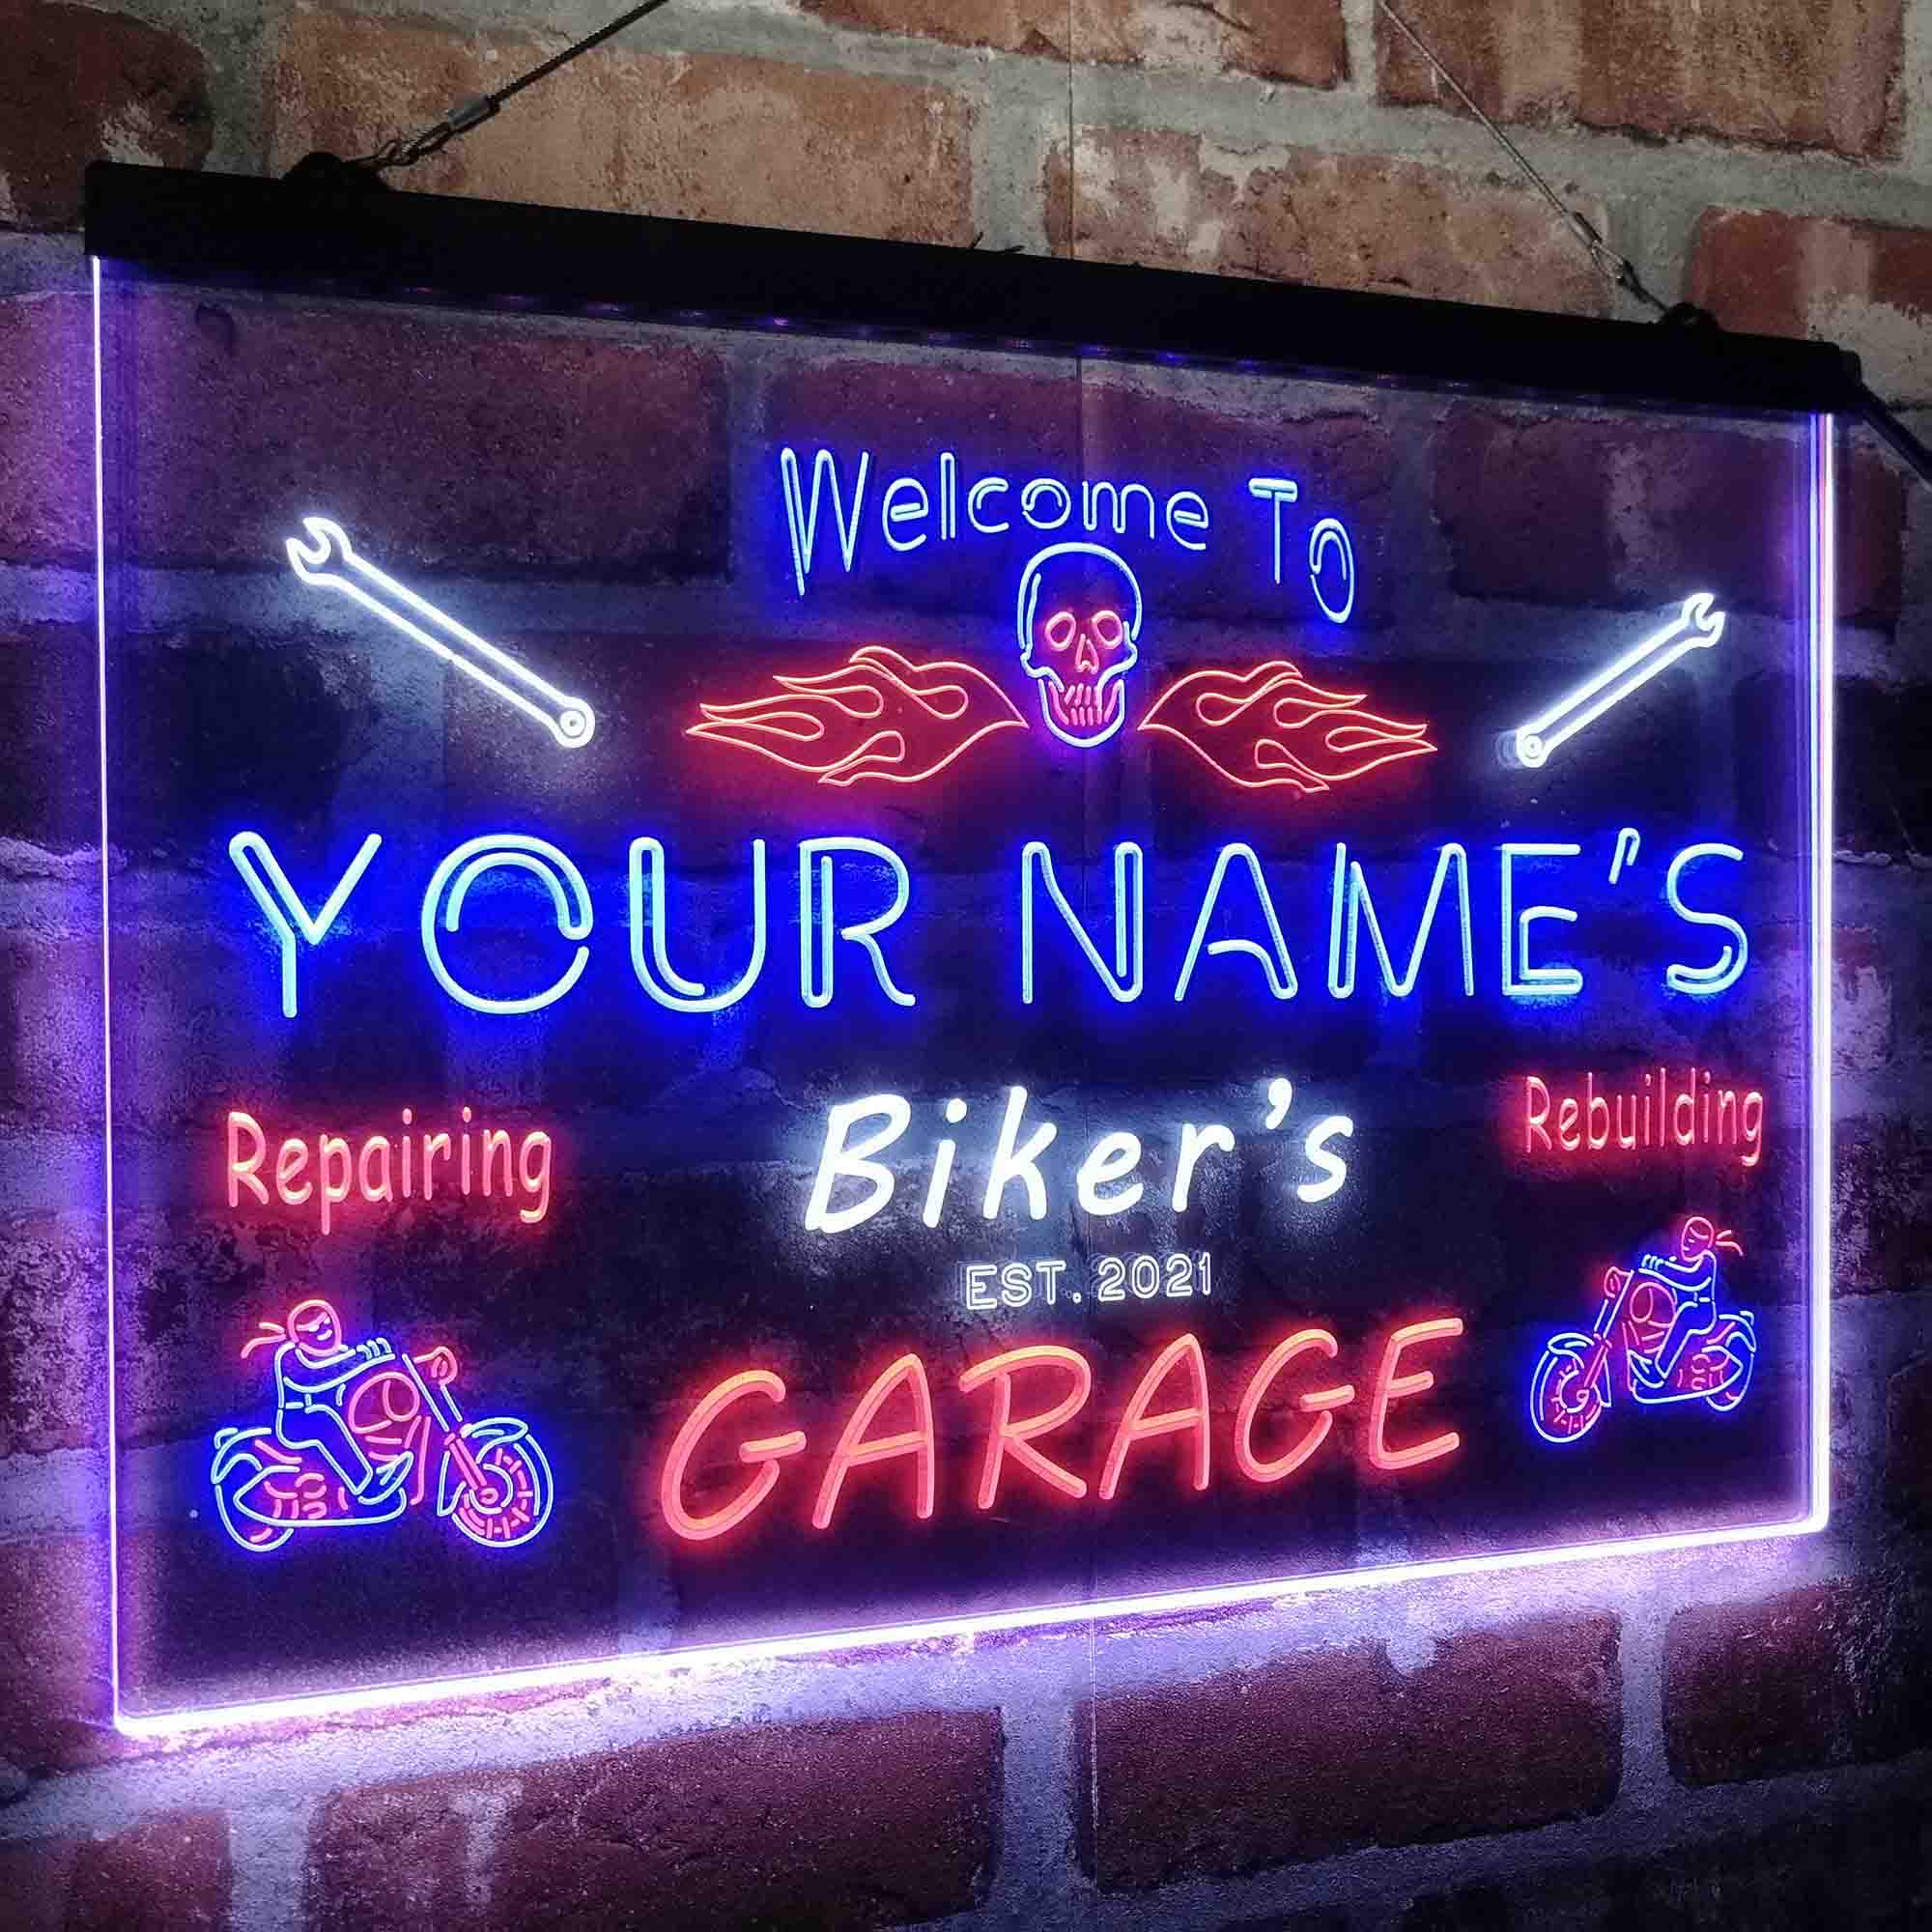 Welcome To
YOUR NAME'S
Repairing
Biker's
Rebuilding
EST. 2021
GARAGE